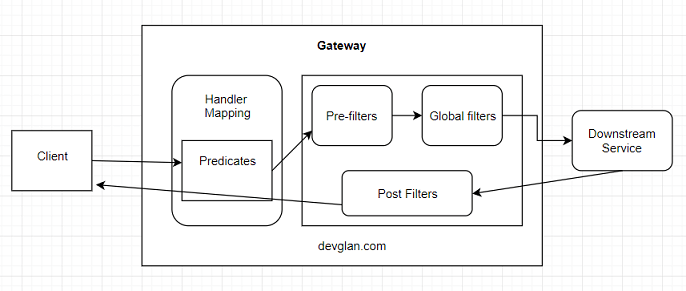 Gateway
Handler
Mapping
Predicates
Client
Pre-filters
Global filters
Downstream
Service
Post Filters
devglan.com